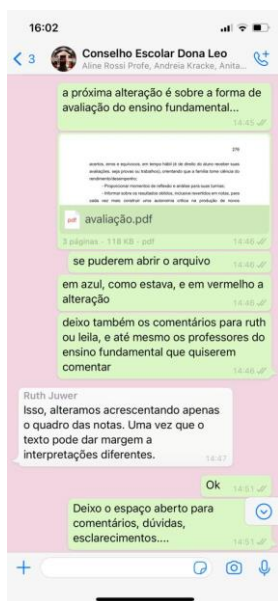 16:02
3
Conselho Escolar Dona Leo
Aline Rossi Profe, Andreia Kracke, Anita...
a próxima alteração é sobre a forma de
avaliação do ensino fundamental...
14:45
avaliação.pdf
3 páginas · 118 KB · pdf
14:46
se puderem abrir o arquivo
14:46
em azul, como estava, e em vermelho a
alteração
14:46
deixo também os comentários para ruth
ou leila, e até mesmo os professores do
ensino fundamental que quiserem
comentar
14:46
Ruth Juwer
Isso, alteramos acrescentando apenas
o quadro das notas. Uma vez que o
texto pode dar margem a
interpretações diferentes.
14:47
Ok
14:51
Deixo o espaço aberto para
comentários, dúvidas,
esclarecimentos....
14:51